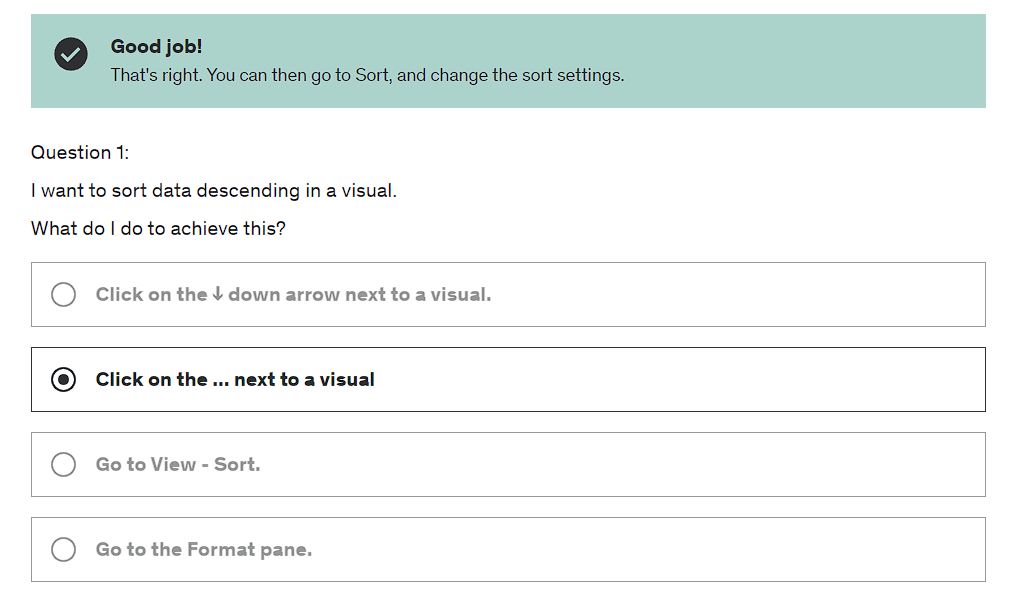 Good job!
That's right. You can then go to Sort, and change the sort settings.
Question 1:
I want to sort data descending in a visual.
What do I do to achieve this?
Click on the ↓ down arrow next to a visual.
Click on the ... next to a visual
Go to View - Sort.
Go to the Format pane.